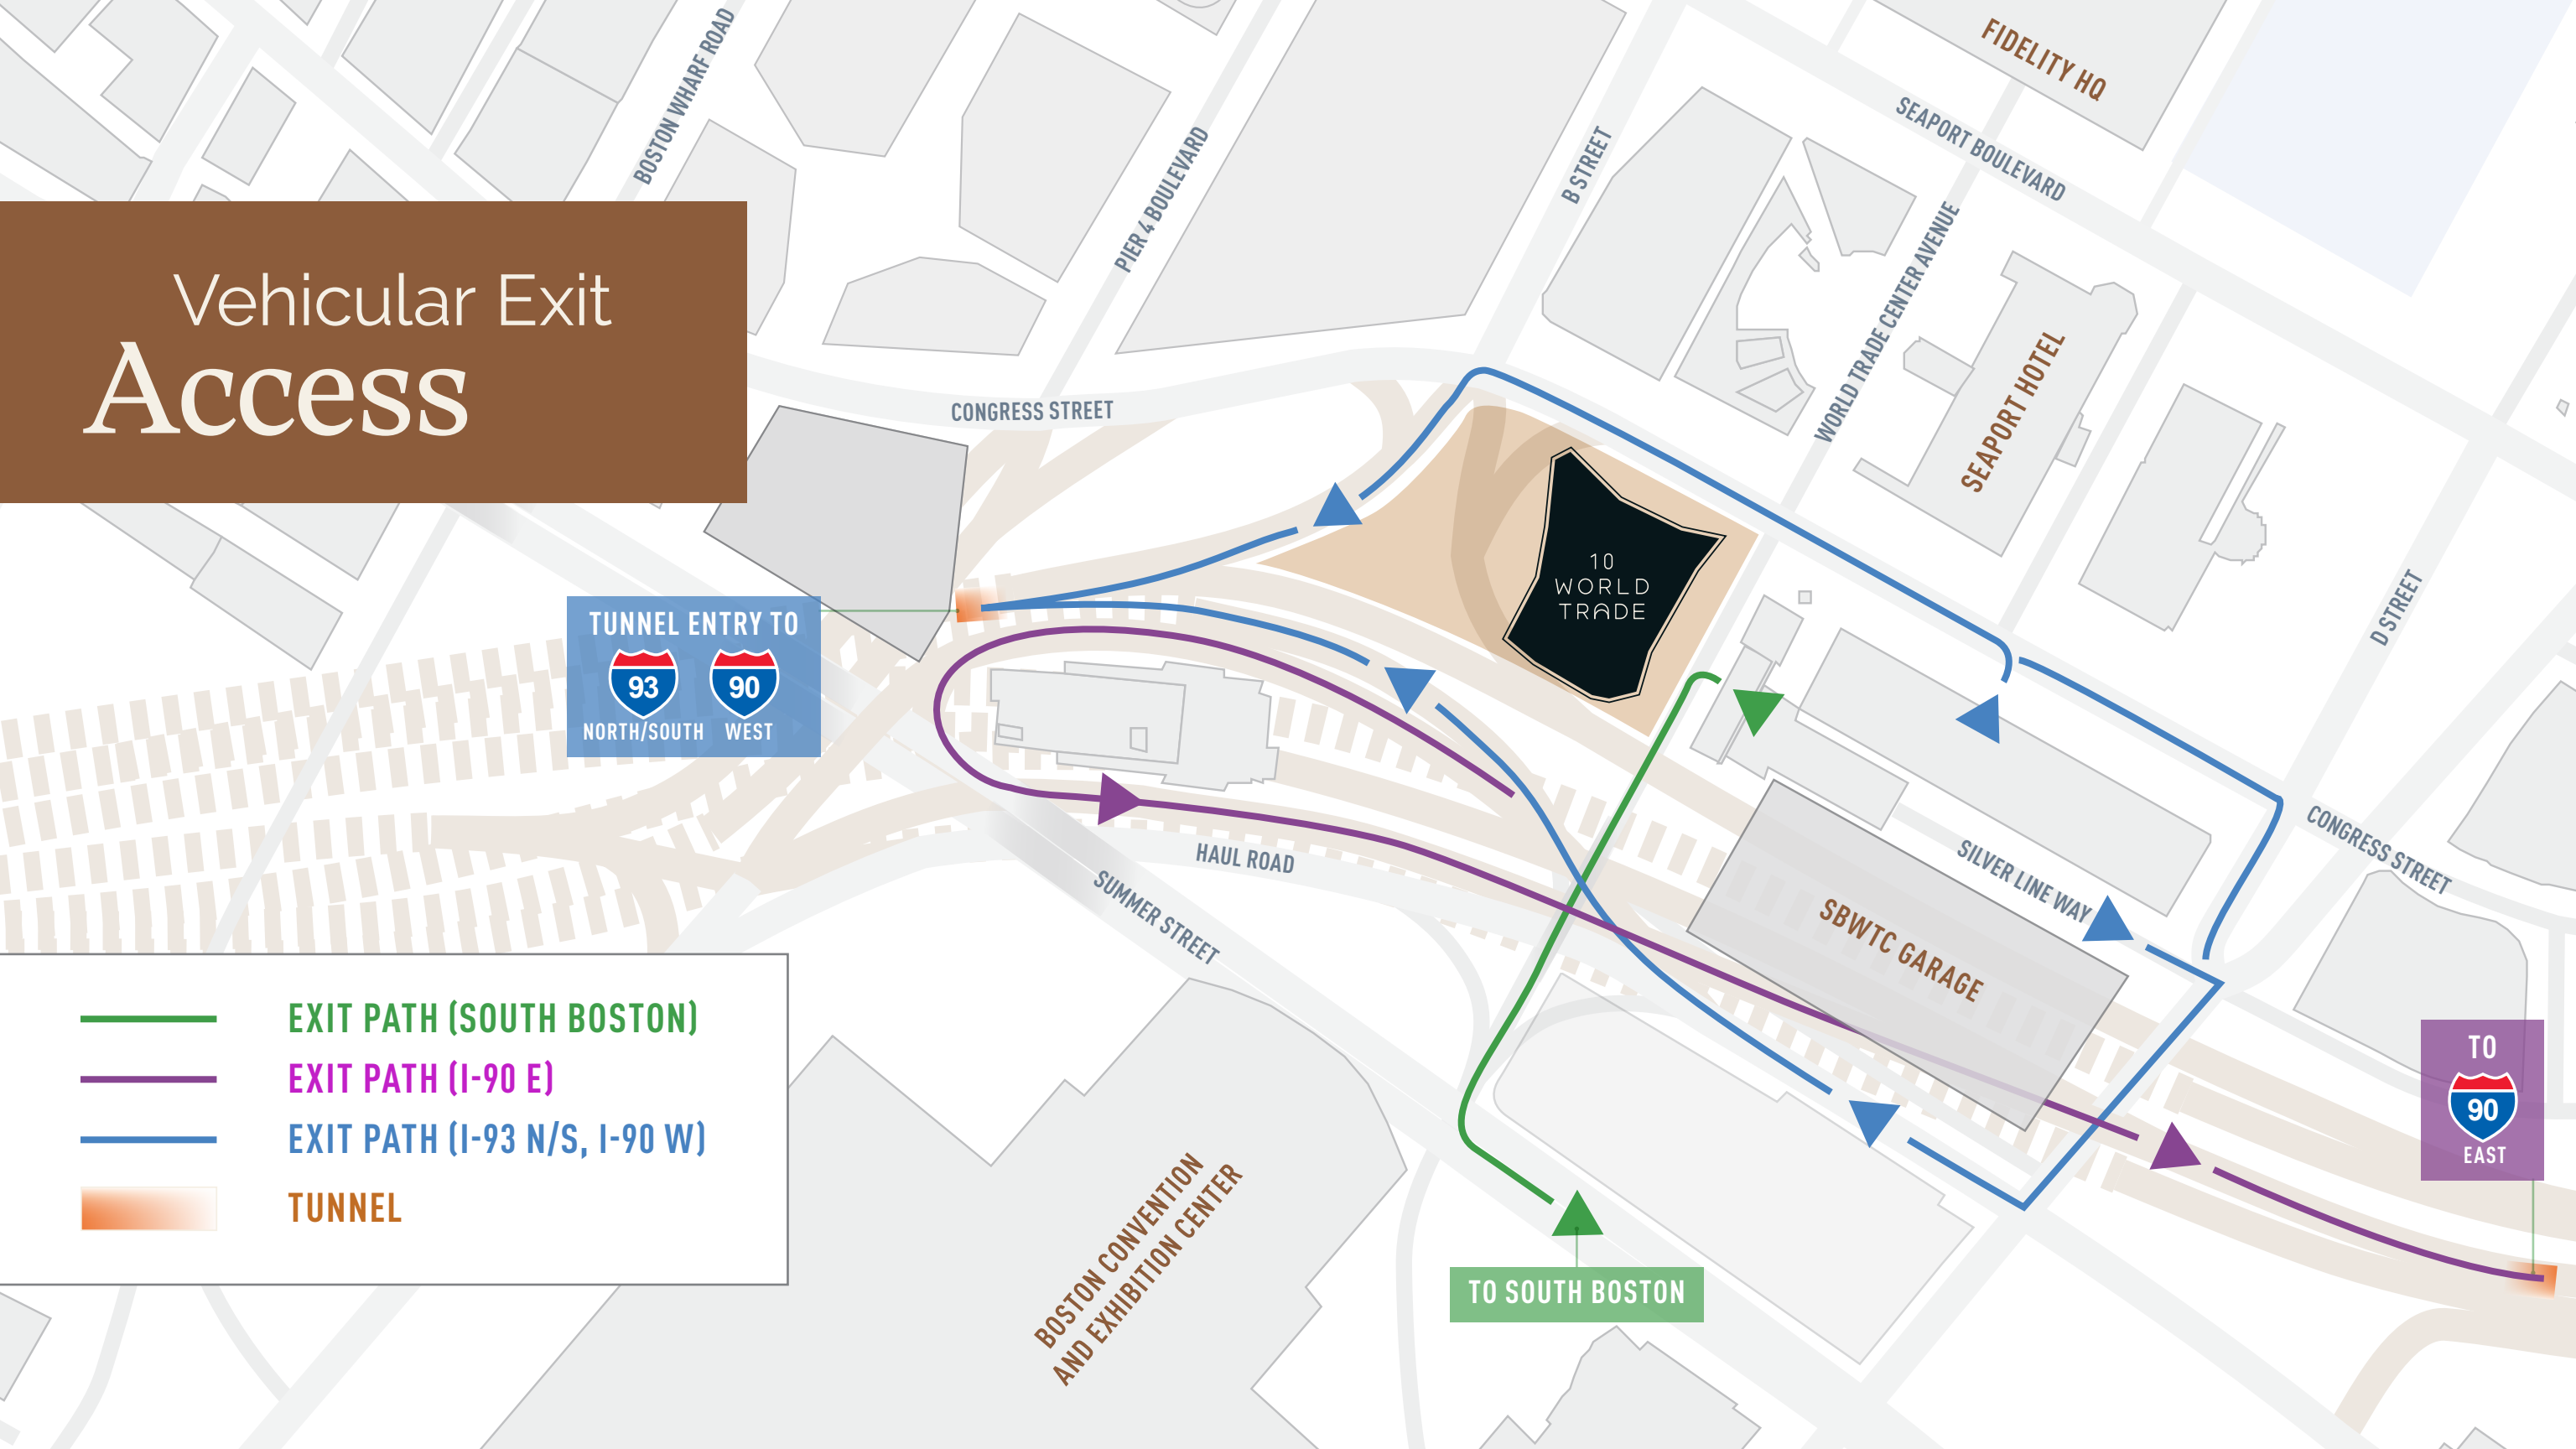 FIDELITY HQ
BOSTON WHARF ROAD
SEAPORT BOULEVARD
B STREET
PIER 4 BOULEVARD
WORLD TRADE CENTER AVENUE
Vehicular Exit
Access
SEAPORT HOTEL
CONGRESS STREET
10
WORLD
TRADE
D STREET
TUNNEL ENTRY TO
93 90
NORTH/SOUTH WEST
CONGRESS STREET
HAUL ROAD
SILVER LINE WAY
SUMMER STREET
SBWTC GARAGE
EXIT PATH (SOUTH BOSTON)
EXIT PATH (I-90 E)
EXIT PATH (I-93 N/S, I-90 W)
TUNNEL
TO
90
EAST
BOSTON CONVENTION
AND EXHIBITION CENTER
TO SOUTH BOSTON